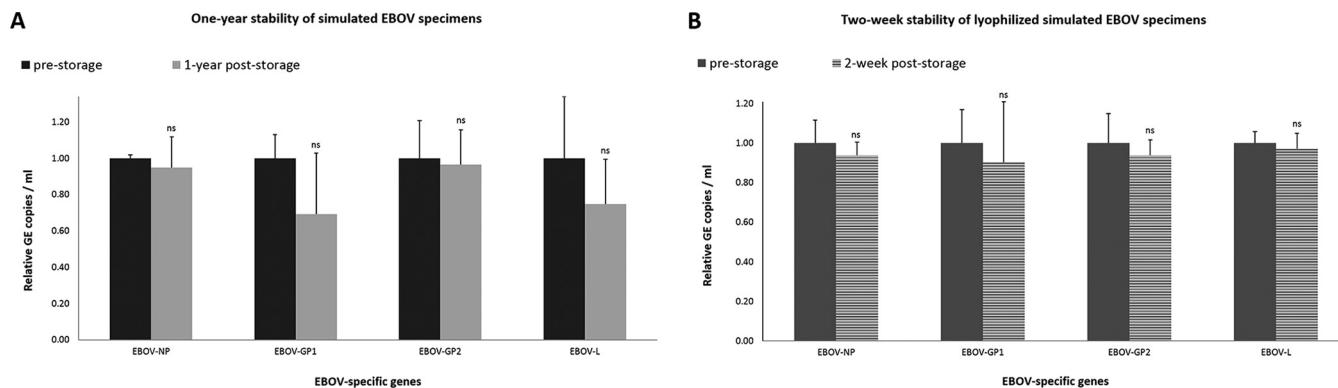 A
One-year stability of simulated EBOV specimens
pre-storage
1-year post-storage
1.20
1.00
0.80
0.60
0.40
0.20
0.00
Relative GE copies / ml
ns
ns
ns
ns
EBOV-NP
EBOV-GP1
EBOV-GP2
EBOV-L
EBOV-specific genes
B
Two-week stability of lyophilized simulated EBOV specimens
pre-storage
2-week post-storage
1.20
1.00
0.80
0.60
0.40
0.20
0.00
Relative GE copies / ml
ns
ns
ns
ns
EBOV-NP
EBOV-GP1
EBOV-GP2
EBOV-L
EBOV-specific genes